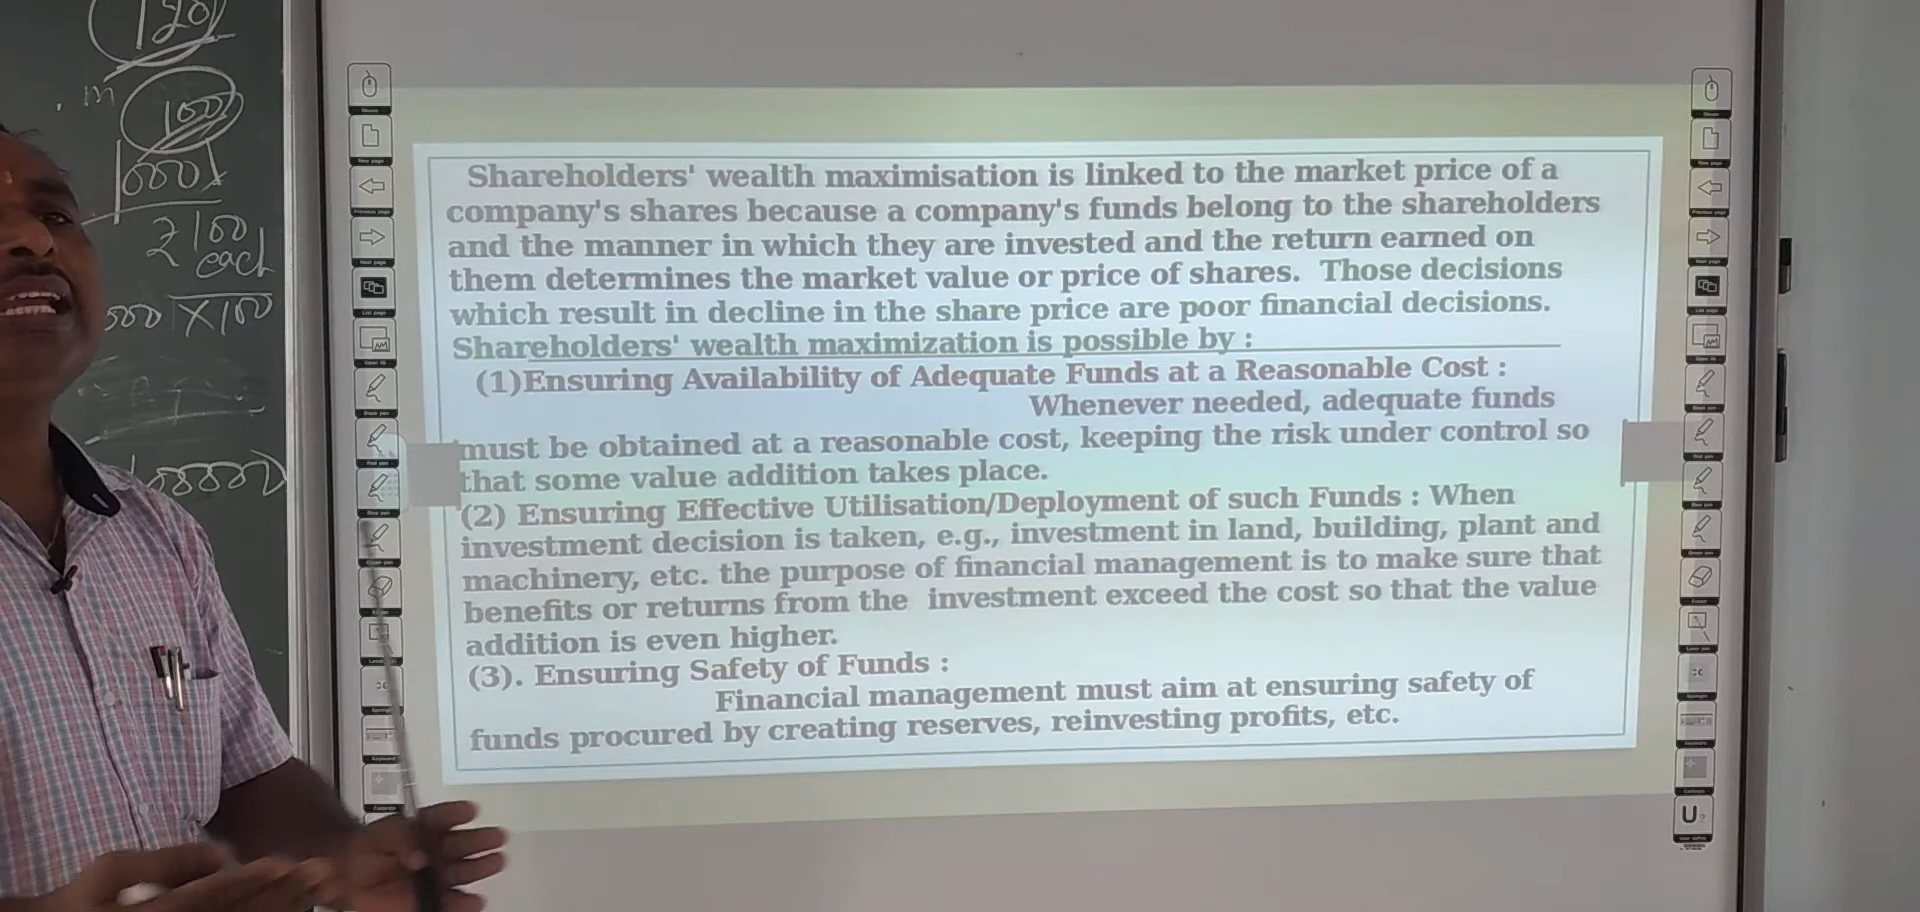 120
m
100
1000
₹ 100
each
000 X 100
Shareholders' wealth maximisation is linked to the market price of a
company's shares because a company's funds belong to the shareholders
and the manner in which they are invested and the return earned on
them determines the market value or price of shares. Those decisions
which result in decline in the share price are poor financial decisions.
Shareholders' wealth maximization is possible by :
(1)Ensuring Availability of Adequate Funds at a Reasonable Cost :
Whenever needed, adequate funds
must be obtained at a reasonable cost, keeping the risk under control so
that some value addition takes place.
(2) Ensuring Effective Utilisation/Deployment of such Funds : When
investment decision is taken, e.g., investment in land, building, plant and
machinery, etc. the purpose of financial management is to make sure that
benefits or returns from the investment exceed the cost so that the value
addition is even higher.
(3). Ensuring Safety of Funds :
Financial management must aim at ensuring safety of
funds procured by creating reserves, reinvesting profits, etc.